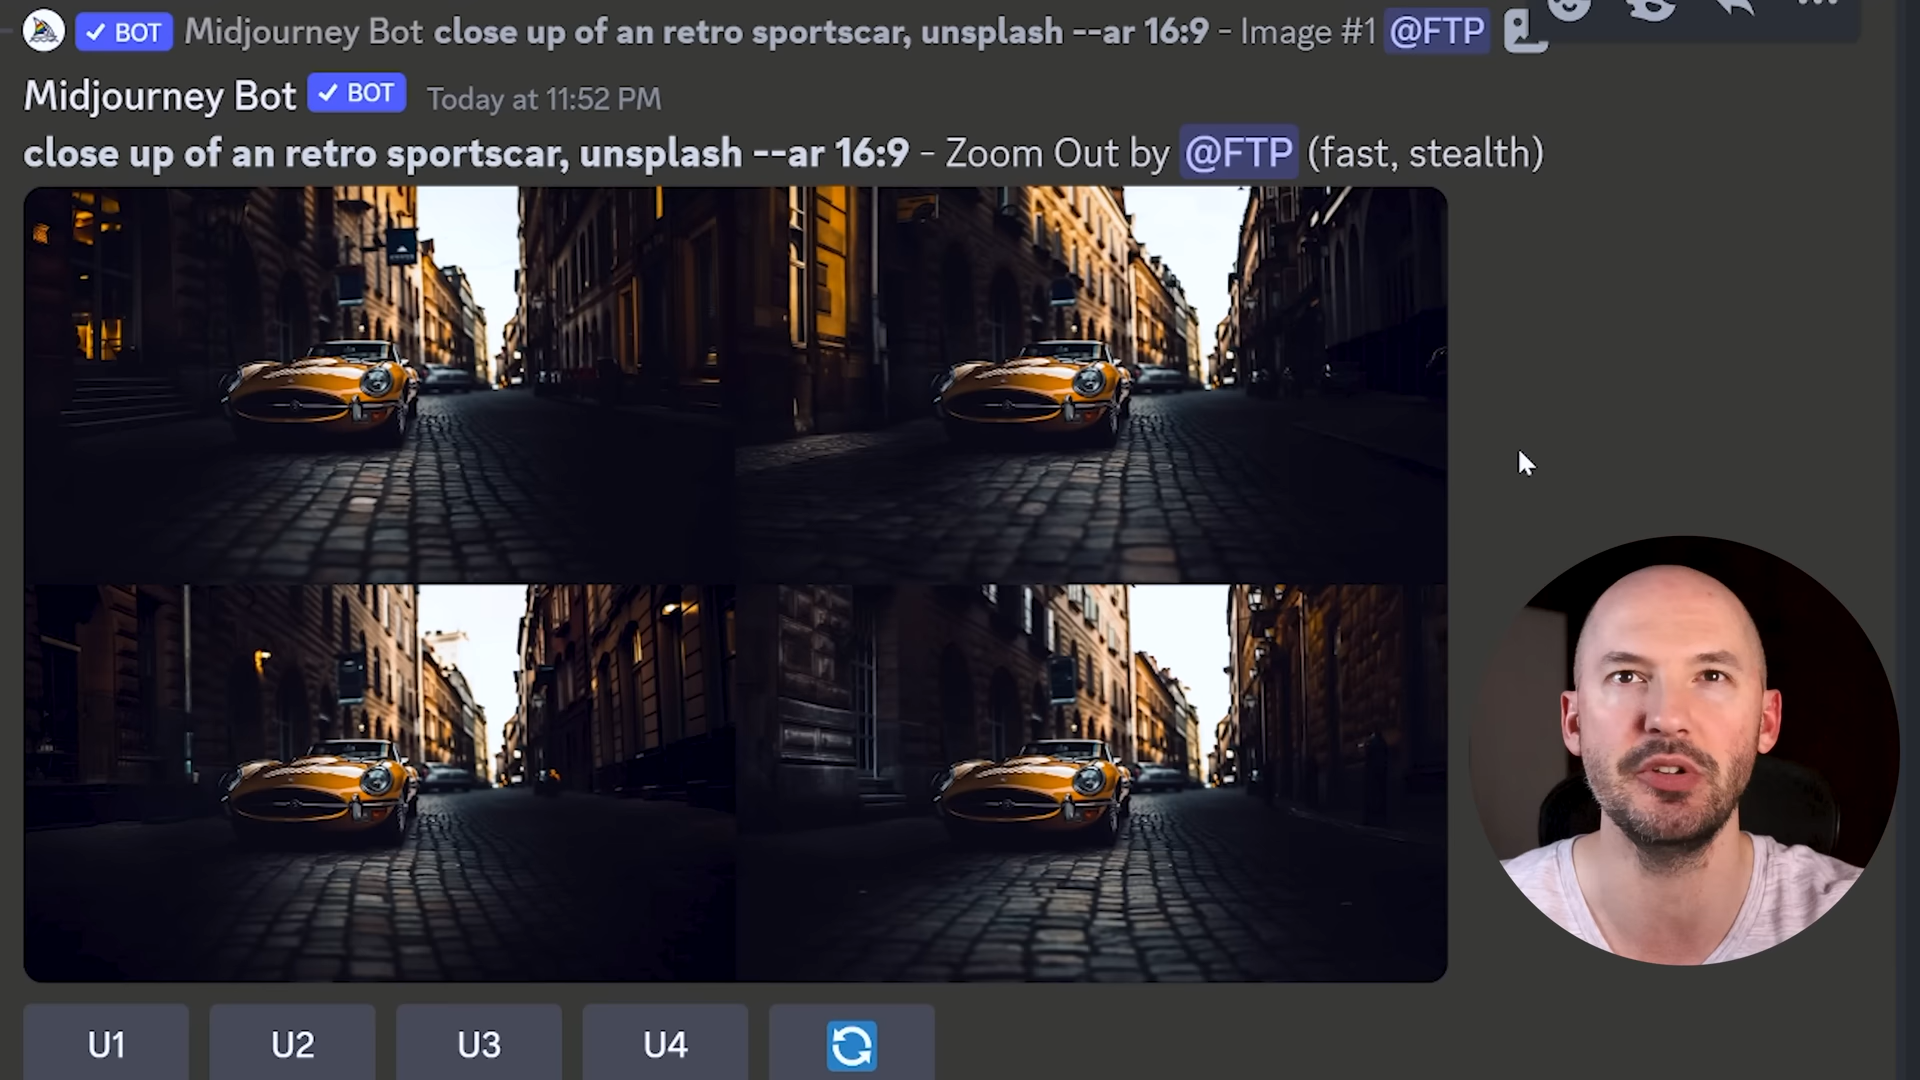 ✓ BOT Midjourney Bot close up of an retro sportscar, unsplash --ar 16:9 - Image #1 @FTP
Midjourney Bot ✓ BOT Today at 11:52 PM
close up of an retro sportscar, unsplash --ar 16:9 - Zoom Out by @FTP (fast, stealth)
U1 U2 U3 U4